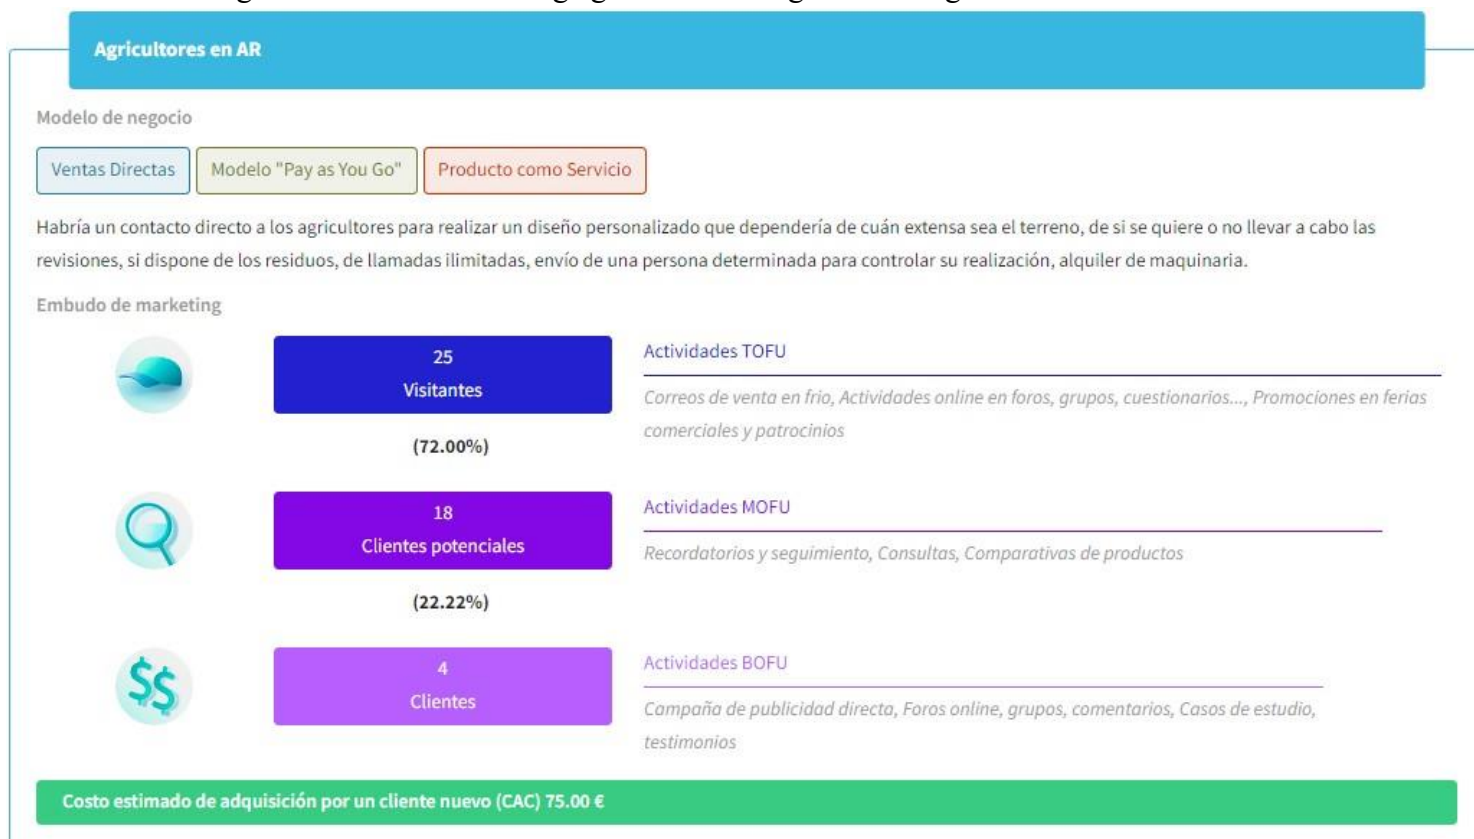 Agricultores en AR
Modelo de negocio
Ventas Directas
Modelo "Pay as You Go"
Producto como Servicio
Habría un contacto directo a los agricultores para realizar un diseño personalizado que dependería de cuán extensa sea el terreno, de si se quiere o no llevar a cabo las
revisiones, si dispone de los residuos, de llamadas ilimitadas, envío de una persona determinada para controlar su realización, alquiler de maquinaria.
Embudo de marketing
25
Visitantes
Actividades TOFU
Correos de venta en frio, Actividades online en foros, grupos, cuestionarios..., Promociones en ferias
comerciales y patrocinios
(72.00%)
18
Clientes potenciales
Actividades MOFU
Recordatorios y seguimiento, Consultas, Comparativas de productos
(22.22%)
$$
4
Clientes
Actividades BOFU
Campaña de publicidad directa, Foros online, grupos, comentarios, Casos de estudio,
testimonios
Costo estimado de adquisición por un cliente nuevo (CAC) 75.00 €